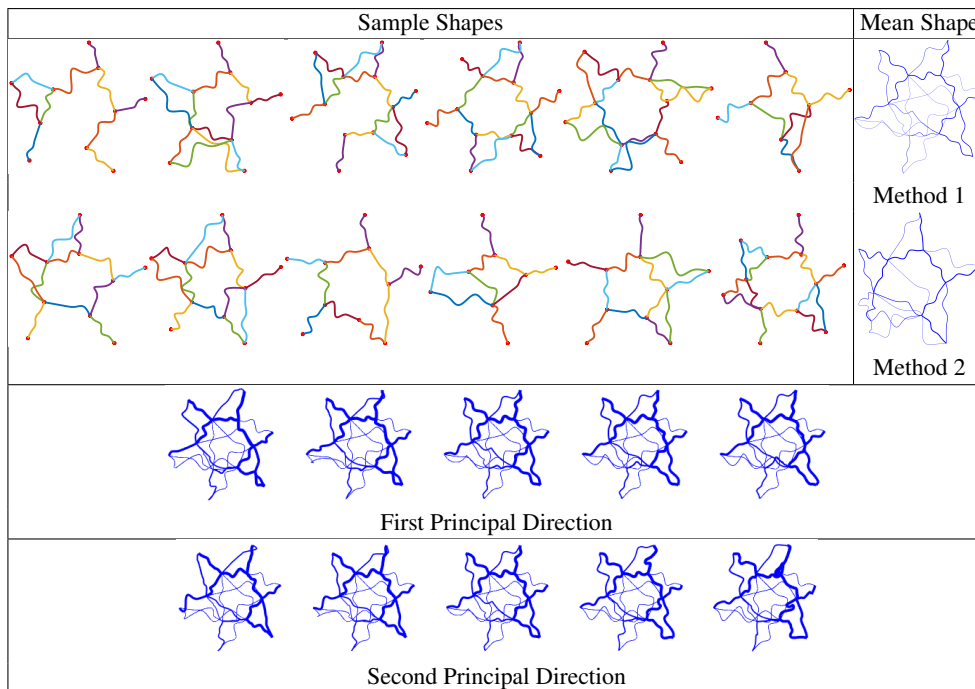 Sample Shapes
Mean Shape
Method 1
Method 2
First Principal Direction
Second Principal Direction